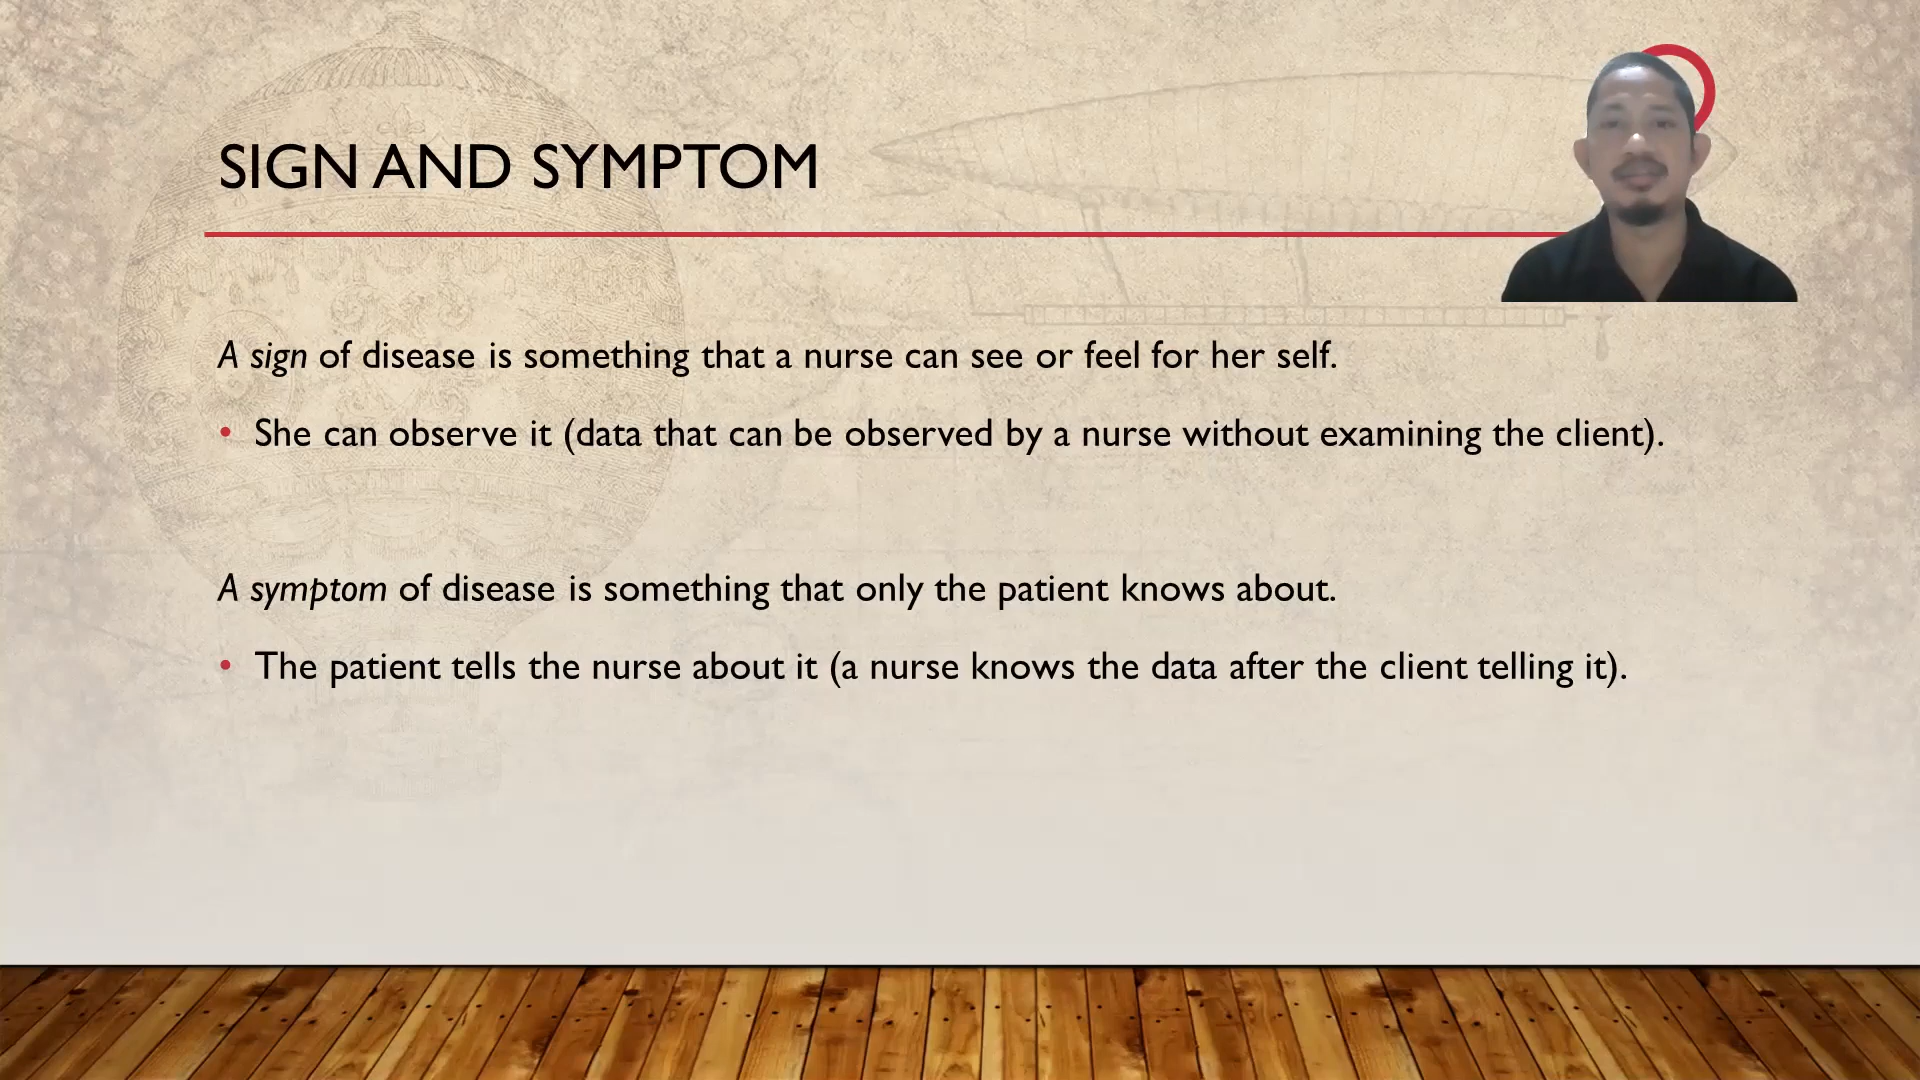 SIGN AND SYMPTOM
A sign of disease is something that a nurse can see or feel for her self.
• She can observe it (data that can be observed by a nurse without examining the client).
A symptom of disease is something that only the patient knows about.
• The patient tells the nurse about it (a nurse knows the data after the client telling it).